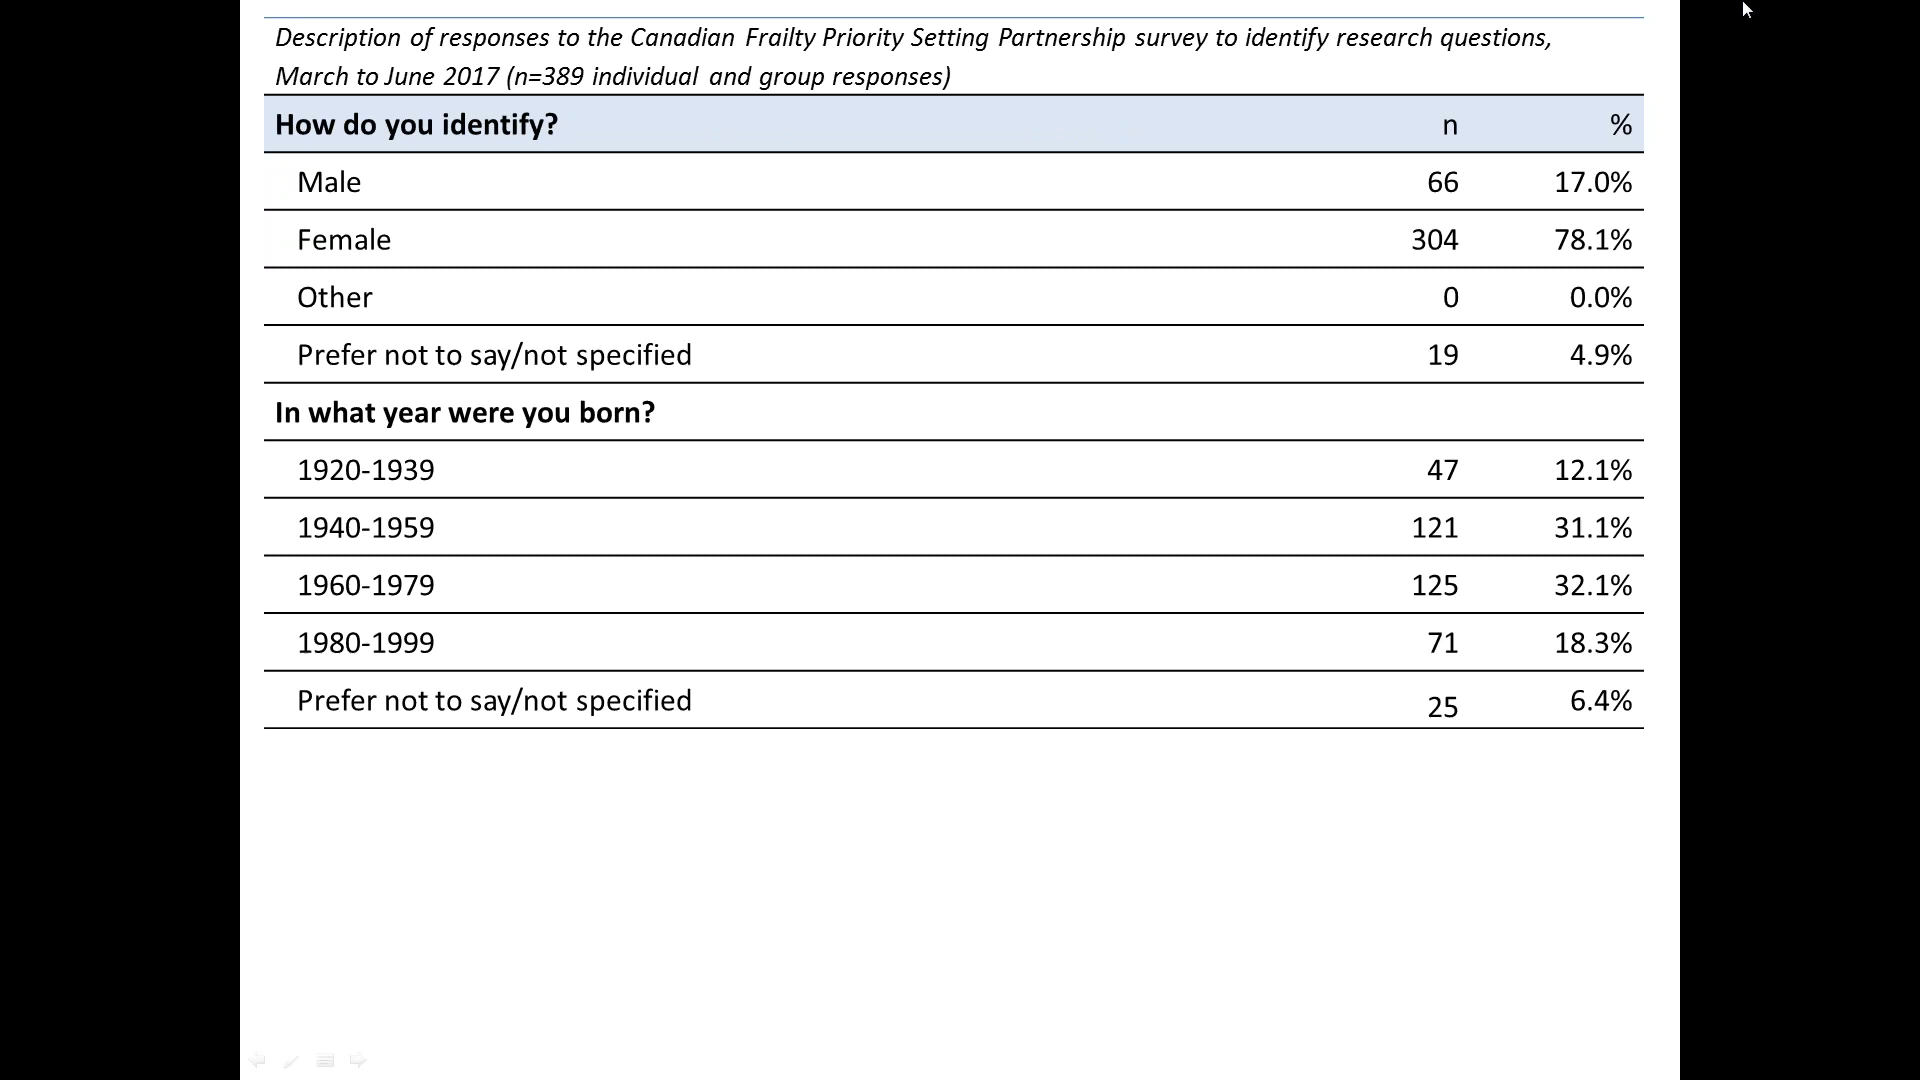 Description of responses to the Canadian Frailty Priority Setting Partnership survey to identify research questions,
March to June 2017 (n=389 individual and group responses)
How do you identify? n %
Male 66 17.0%
Female 304 78.1%
Other 0 0.0%
Prefer not to say/not specified 19 4.9%
In what year were you born?
1920-1939 47 12.1%
1940-1959 121 31.1%
1960-1979 125 32.1%
1980-1999 71 18.3%
Prefer not to say/not specified 25 6.4%